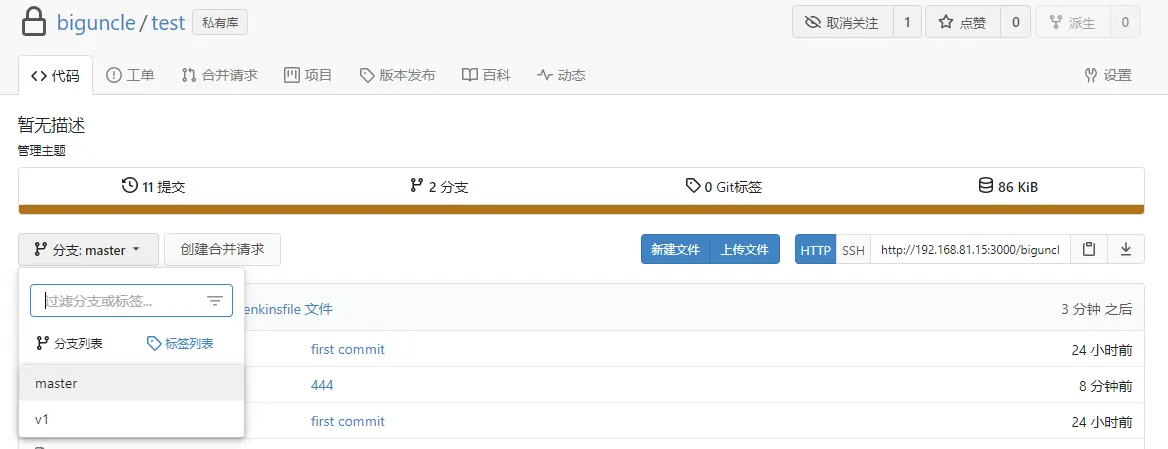 biguncle / test 私有库 取消关注 1 点赞 0 派生 0
代码 工单 合并请求 项目 版本发布 百科 动态 设置
暂无描述
管理主题
11 提交 2 分支 0 Git标签 86 KiB
分支: master 创建合并请求 新建文件 上传文件 HTTP SSH http://192.168.81.15:3000/biguncl
过滤分支或标签...
enkinsfile 文件 3 分钟 之后
分支列表 标签列表
first commit 24 小时前
master 444 8 分钟前
v1 first commit 24 小时前